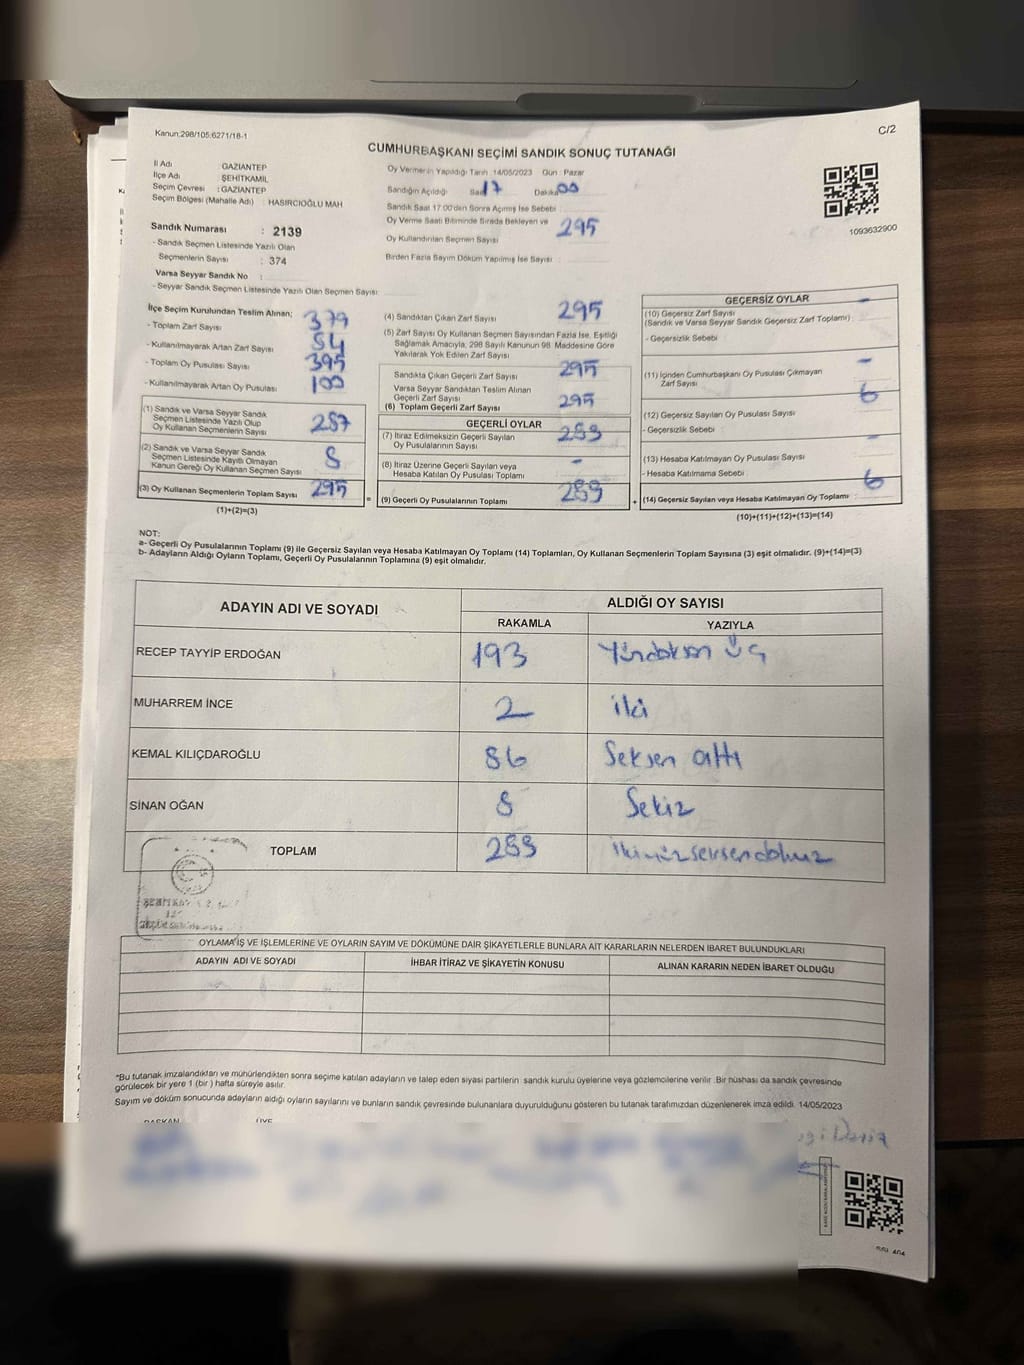 Kanun:298/105;6271/18-1
C/2
CUMHURBAŞKANI SEÇİMİ SANDIK SONUÇ TUTANAĞI
İl Adı : GAZİANTEP
İlçe Adı : ŞEHİTKAMİL
Seçim Çevresi : GAZİANTEP
Seçim Bölgesi (Mahalle Adı) : HASIRCIOĞLU MAH
Sandık Numarası : 2139
- Sandık Seçmen Listesinde Yazılı Olan
Seçmenlerin Sayısı : 374
Varsa Seyyar Sandık No :
- Seyyar Sandık Seçmen Listesinde Yazılı Olan Seçmen Sayısı:
Oy Vermenin Yapıldığı Tarih 14/05/2023 Gün : Pazar
Sandığın Açıldığı Saat 17 Dakika 00
Sandık Saat 17:00'den Sonra Açılmış İse Sebebi :
Oy Verme Saati Bitiminde Sırada Bekleyen ve
Oy Kullandırılan Seçmen Sayısı 295
Birden Fazla Sayım Döküm Yapılmış İse Sayısı :
1093632900
İlçe Seçim Kurulundan Teslim Alınan;
- Toplam Zarf Sayısı 379
- Kullanılmayarak Artan Zarf Sayısı 84
- Toplam Oy Pusulası Sayısı 395
- Kullanılmayarak Artan Oy Pusulası 100
(1) Sandık ve Varsa Seyyar Sandık
Seçmen Listesinde Yazılı Olup
Oy Kullanan Seçmenlerin Sayısı 287
(2) Sandık ve Varsa Seyyar Sandık
Seçmen Listesinde Kayıtlı Olmayan
Kanun Gereği Oy Kullanan Seçmen Sayısı 8
(3) Oy Kullanan Seçmenlerin Toplam Sayısı 295
(1)+(2)=(3)
=
(4) Sandıktan Çıkan Zarf Sayısı 295
(5) Zarf Sayısı Oy Kullanan Seçmen Sayısından Fazla İse, Eşitliği
Sağlamak Amacıyla, 298 Sayılı Kanunun 98. Maddesine Göre
Yakılarak Yok Edilen Zarf Sayısı
Sandıkta Çıkan Geçerli Zarf Sayısı 295
Varsa Seyyar Sandıktan Teslim Alınan
Geçerli Zarf Sayısı
(6) Toplam Geçerli Zarf Sayısı 295
GEÇERLİ OYLAR
(7) İtiraz Edilmeksizin Geçerli Sayılan
Oy Pusulalarının Sayısı 289
(8) İtiraz Üzerine Geçerli Sayılan veya
Hesaba Katılan Oy Pusulası Toplamı -
(9) Geçerli Oy Pusulalarının Toplamı 289
+
GEÇERSİZ OYLAR
(10) Geçersiz Zarf Sayısı -
(Sandık ve Varsa Seyyar Sandık Geçersiz Zarf Toplamı) :
- Geçersizlik Sebebi :
(11) İçinden Cumhurbaşkanı Oy Pusulası Çıkmayan
Zarf Sayısı -
(12) Geçersiz Sayılan Oy Pusulası Sayısı : 6
- Geçersizlik Sebebi :
(13) Hesaba Katılmayan Oy Pusulası Sayısı : -
- Hesaba Katılmama Sebebi :
(14) Geçersiz Sayılan veya Hesaba Katılmayan Oy Toplamı : 6
(10)+(11)+(12)+(13)=(14)
NOT:
a- Geçerli Oy Pusulalarının Toplamı (9) ile Geçersiz Sayılan veya Hesaba Katılmayan Oy Toplamı (14) Toplamları, Oy Kullanan Seçmenlerin Toplam Sayısına (3) eşit olmalıdır. (9)+(14)=(3)
b- Adayların Aldığı Oyların Toplamı, Geçerli Oy Pusulalarının Toplamına (9) eşit olmalıdır.
ADAYIN ADI VE SOYADI ALDIĞI OY SAYISI
RAKAMLA YAZIYLA
RECEP TAYYİP ERDOĞAN 193 Yüzdoksan Üç
MUHARREM İNCE 2 iki
KEMAL KILIÇDAROĞLU 86 Seksen altı
SİNAN OĞAN 8 Sekiz
TOPLAM 289 ikiyüzseksendokuz
OYLAMA İŞ VE İŞLEMLERİNE VE OYLARIN SAYIM VE DÖKÜMÜNE DAİR ŞİKAYETLERLE BUNLARA AİT KARARLARIN NELERDEN İBARET BULUNDUKLARI
ADAYIN ADI VE SOYADI İHBAR İTİRAZ VE ŞİKAYETİN KONUSU ALINAN KARARIN NEDEN İBARET OLDUĞU
*Bu tutanak imzalandıktan ve mühürlendikten sonra seçime katılan adayların ve talep eden siyasi partilerin sandık kurulu üyelerine veya gözlemcilerine verilir. Bir nüshası da sandık çevresinde
görülecek bir yere 1 (bir) hafta süreyle asılır.
Sayım ve döküm sonucunda adayların aldığı oyların sayılarını ve bunların sandık çevresinde bulunanlara duyurulduğunu gösteren bu tutanak tarafımızdan düzenlenerek imza edildi. 14/05/2023
BAŞKAN ÜYE